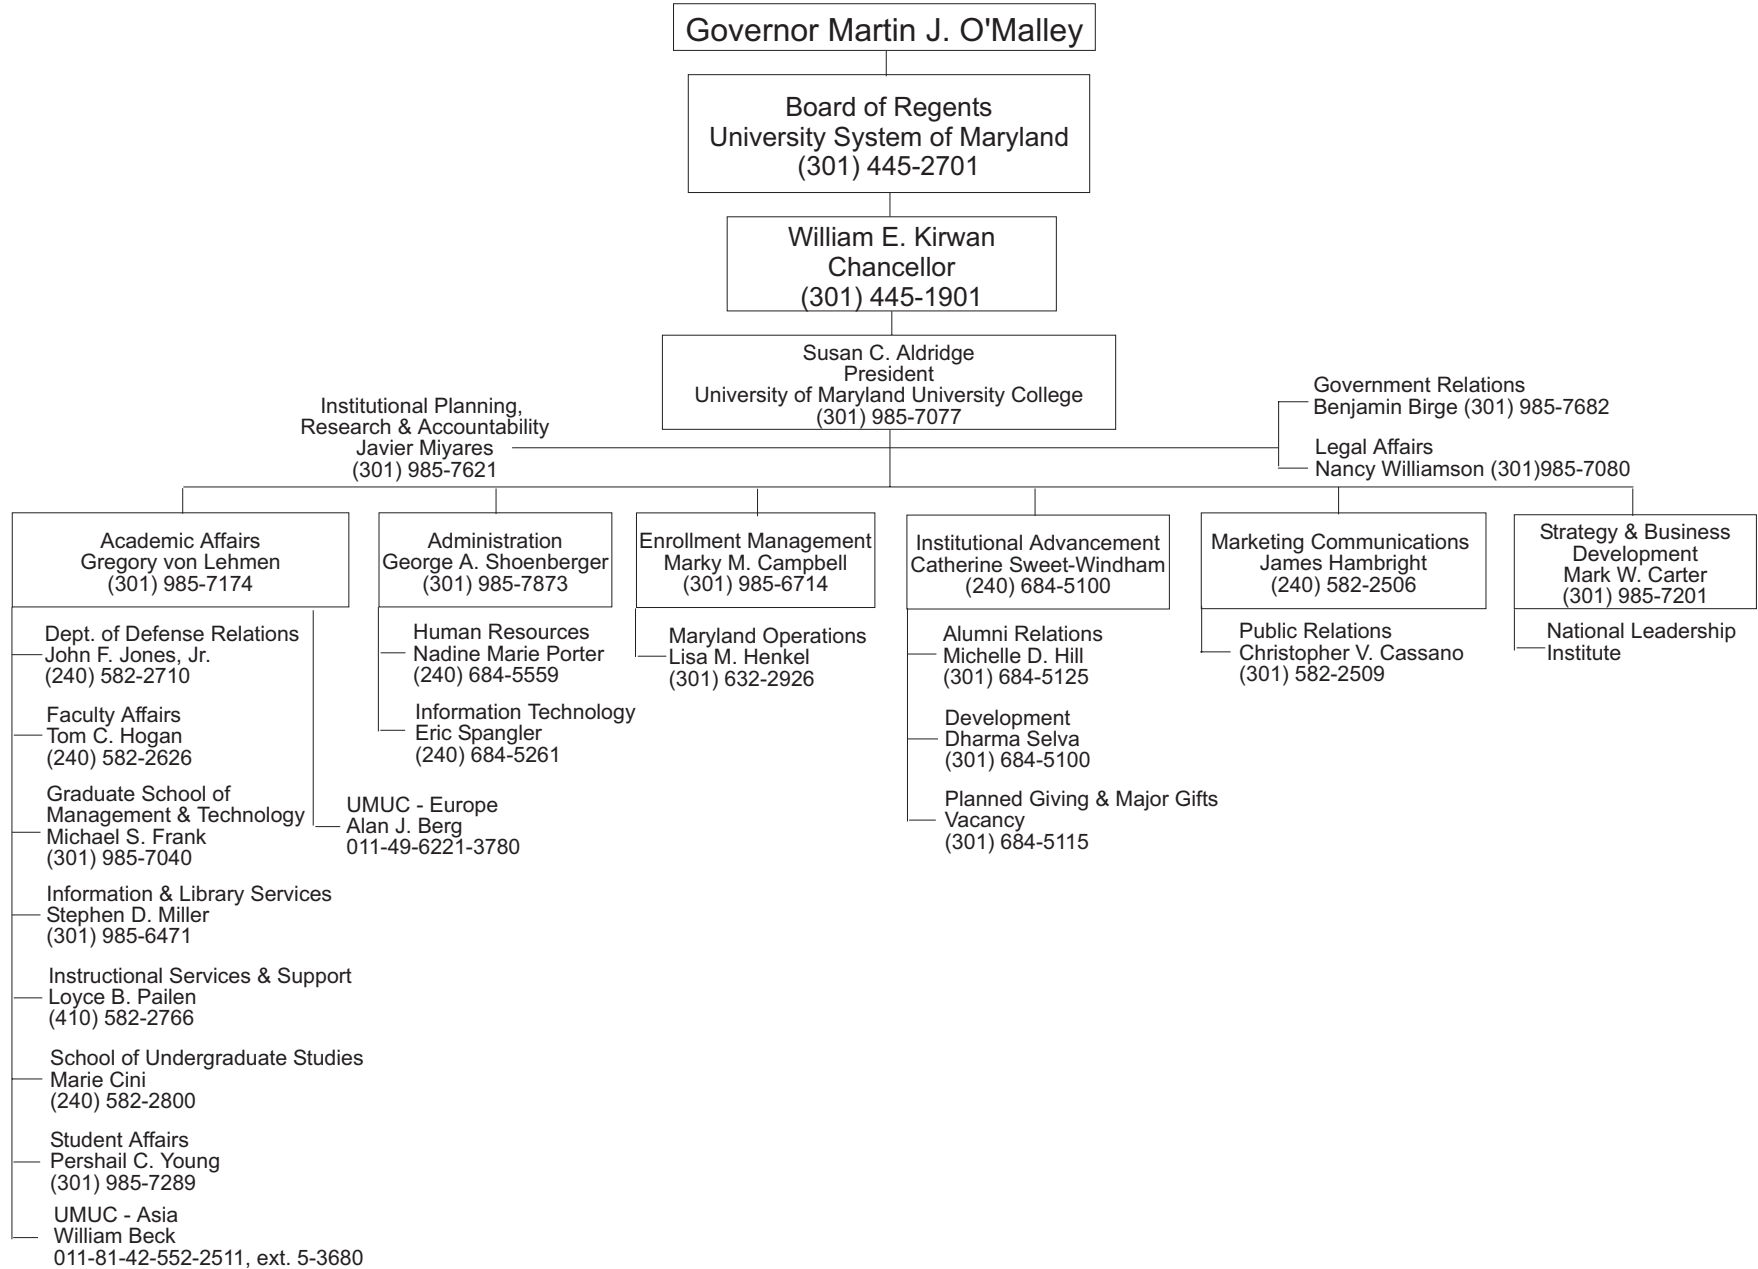 Governor Martin J. O'Malley
Board of Regents
University System of Maryland
(301) 445-2701
William E. Kirwan
Chancellor
(301) 445-1901
Susan C. Aldridge
President
University of Maryland University College
(301) 985-7077
Institutional Planning,
Research & Accountability
Javier Miyares
(301) 985-7621
Government Relations
Benjamin Birge (301) 985-7682
Legal Affairs
Nancy Williamson (301)985-7080
Academic Affairs
Gregory von Lehmen
(301) 985-7174
Dept. of Defense Relations
John F. Jones, Jr.
(240) 582-2710
Faculty Affairs
Tom C. Hogan
(240) 582-2626
Graduate School of
Management & Technology
Michael S. Frank
(301) 985-7040
Information & Library Services
Stephen D. Miller
(301) 985-6471
Instructional Services & Support
Loyce B. Pailen
(410) 582-2766
School of Undergraduate Studies
Marie Cini
(240) 582-2800
Student Affairs
Pershail C. Young
(301) 985-7289
UMUC - Asia
William Beck
011-81-42-552-2511, ext. 5-3680
UMUC - Europe
Alan J. Berg
011-49-6221-3780
Administration
George A. Shoenberger
(301) 985-7873
Human Resources
Nadine Marie Porter
(240) 684-5559
Information Technology
Eric Spangler
(240) 684-5261
Enrollment Management
Marky M. Campbell
(301) 985-6714
Maryland Operations
Lisa M. Henkel
(301) 632-2926
Institutional Advancement
Catherine Sweet-Windham
(240) 684-5100
Alumni Relations
Michelle D. Hill
(301) 684-5125
Development
Dharma Selva
(301) 684-5100
Planned Giving & Major Gifts
Vacancy
(301) 684-5115
Marketing Communications
James Hambright
(240) 582-2506
Public Relations
Christopher V. Cassano
(301) 582-2509
Strategy & Business
Development
Mark W. Carter
(301) 985-7201
National Leadership
Institute